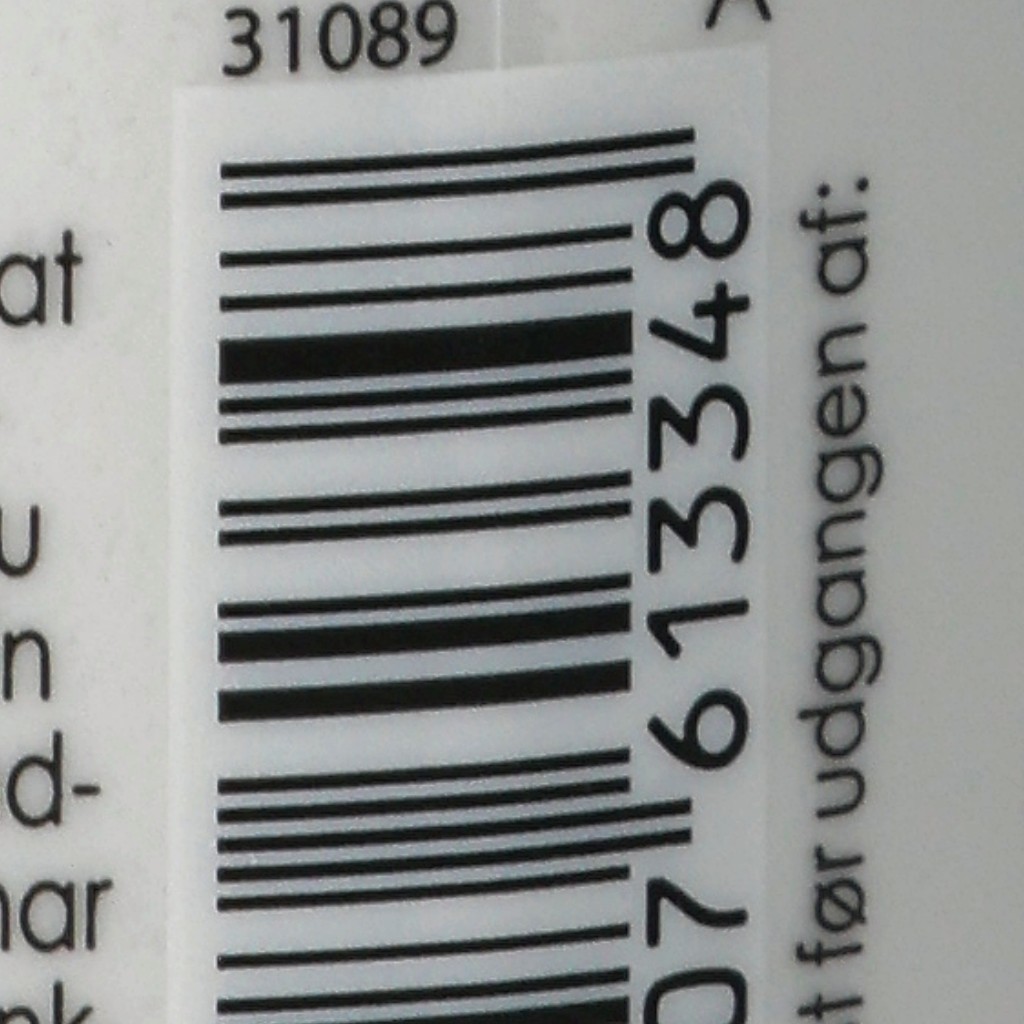 31089
at
u
n
d-
nar
07 613348
t før udgangen af: